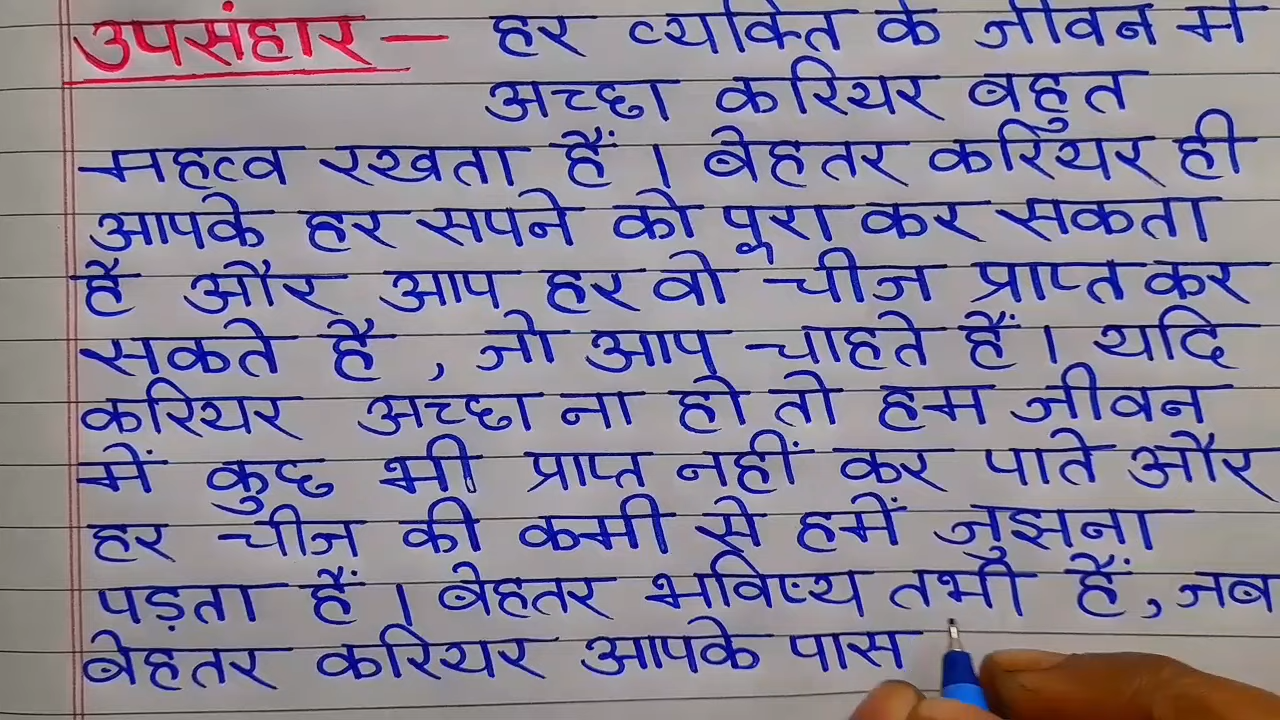 उपसंहार — हर व्यक्ति के जीवन में
अच्छा करियर बहुत
महत्व रखता हैं । बेहतर करियर ही
आपके हर सपने को पूरा कर सकता
है और आप हर वो चीज प्राप्त कर
सकते है , जो आप चाहते हैं । यदि
करियर अच्छा ना हो तो हम जीवन
में कुछ भी प्राप्त नहीं कर पाते और
हर चीज की कमी से हमें जुझना
पड़ता हैं । बेहतर भविष्य तभी हैं, जब
बेहतर करियर आपके पास